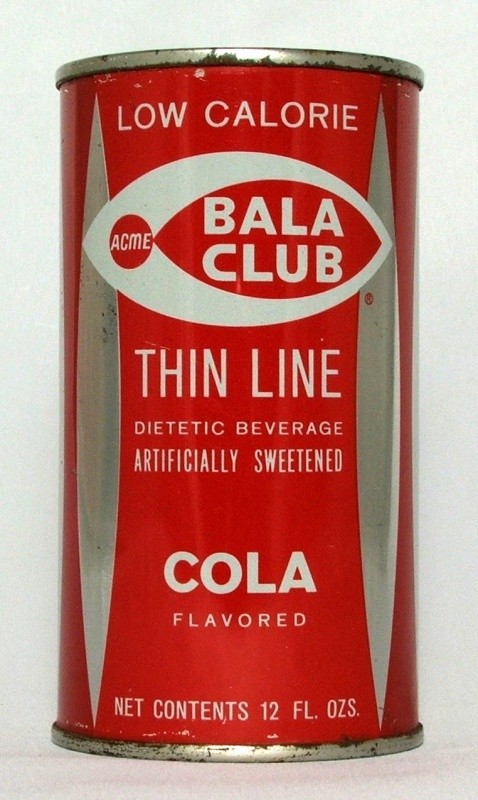 LOW CALORIE
ACME
BALA
CLUB
®
THIN LINE
DIETETIC BEVERAGE
ARTIFICIALLY SWEETENED
COLA
FLAVORED
NET CONTENTS 12 FL. OZS.